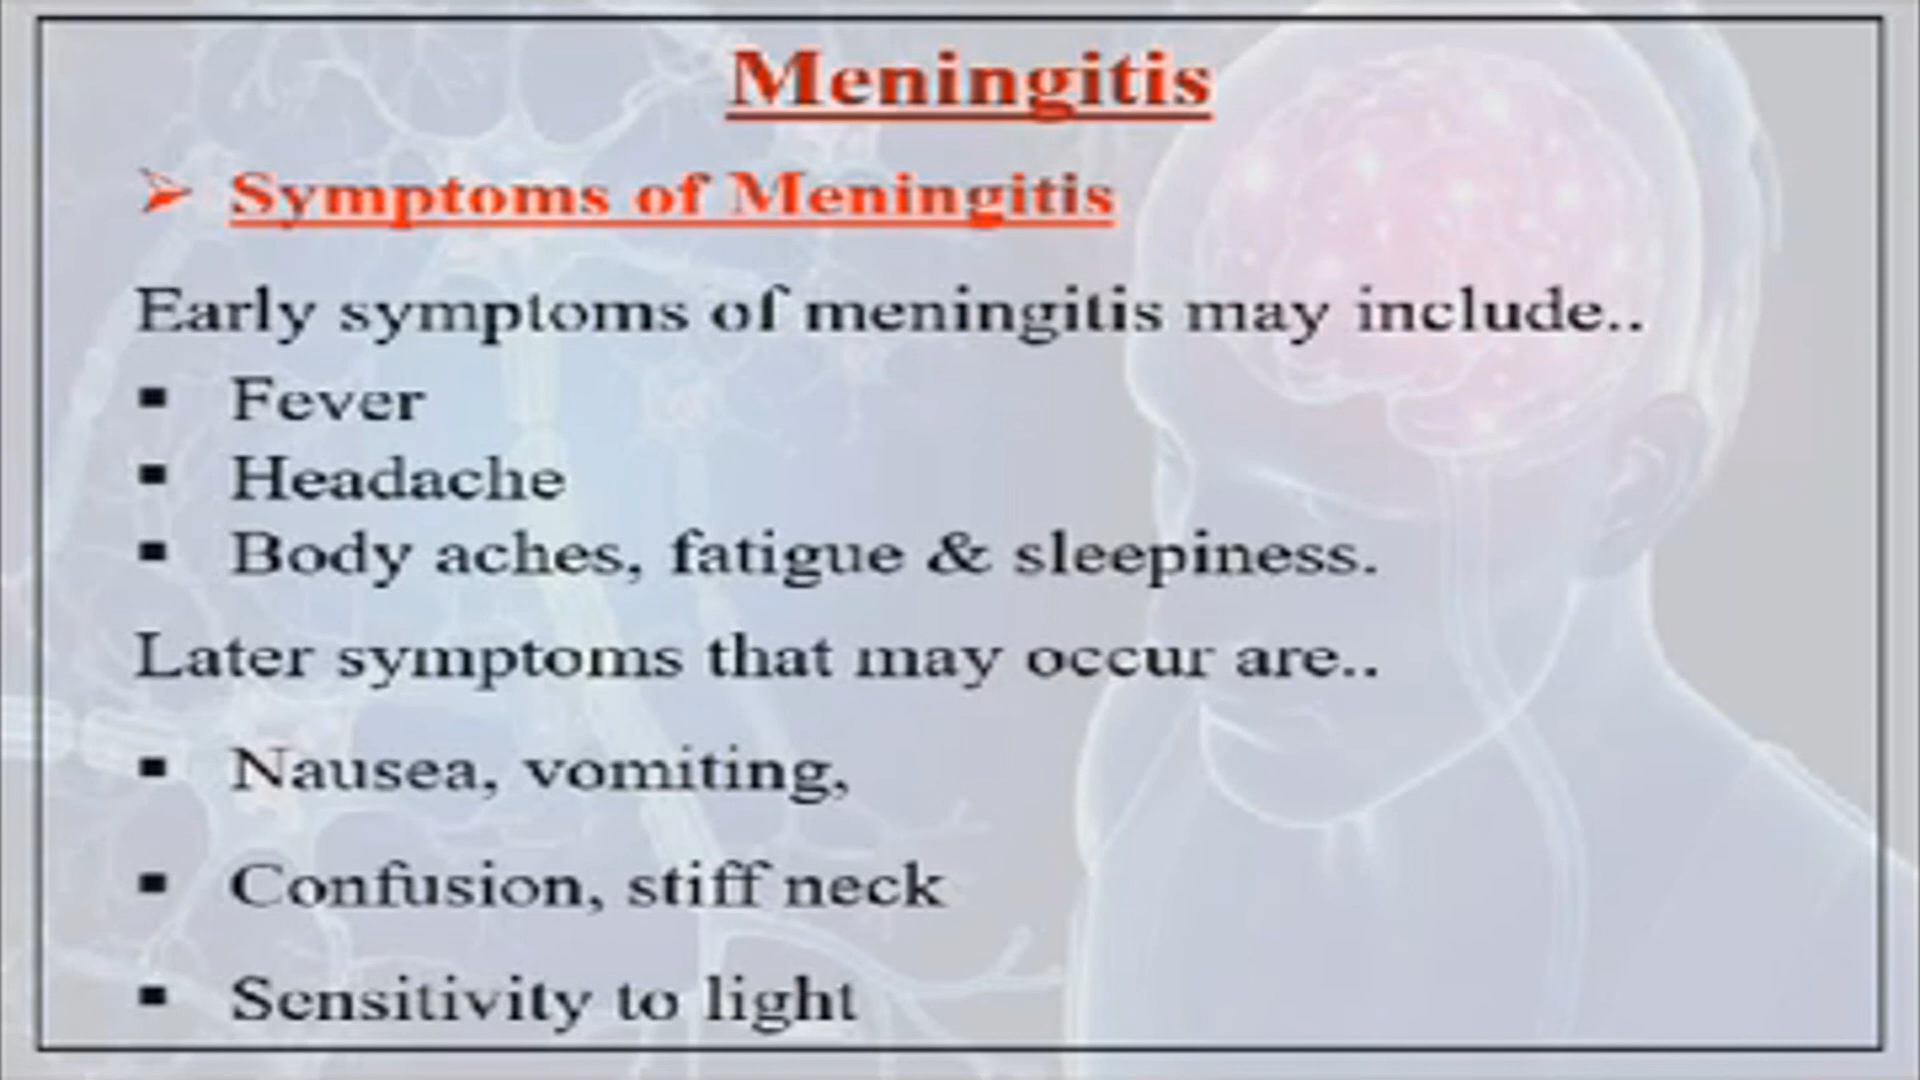 Meningitis
➢ Symptoms of Meningitis
Early symptoms of meningitis may include..
▪ Fever
▪ Headache
▪ Body aches, fatigue & sleepiness.
Later symptoms that may occur are..
▪ Nausea, vomiting,
▪ Confusion, stiff neck
▪ Sensitivity to light